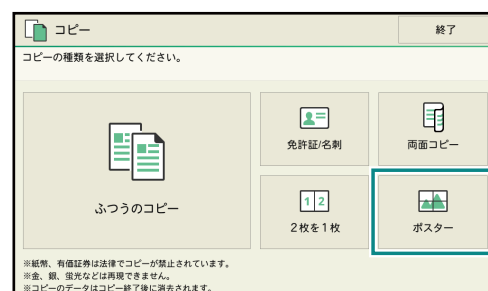 コピー
終了
コピーの種類を選択してください。
ふつうのコピー
免許証/名刺
両面コピー
1 2
2枚を1枚
ポスター
※紙幣、有価証券は法律でコピーが禁止されています。
※金、銀、蛍光などは再現できません。
※コピーのデータはコピー終了後に消去されます。